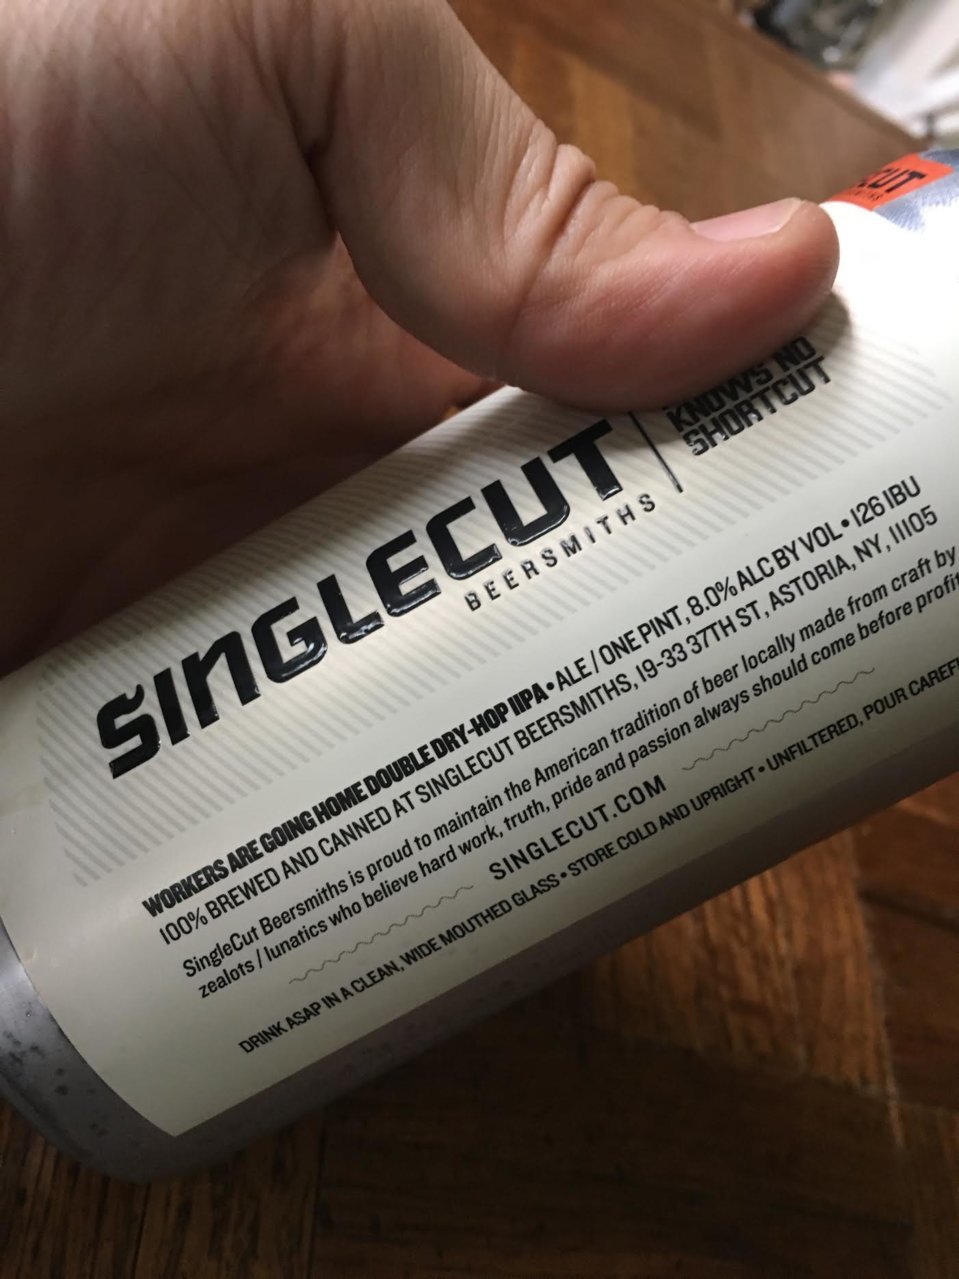 CUT
SINGLECUT
BEERSMITHS
KNOWS NO
SHORTCUT
WORKERS ARE GOING HOME DOUBLE DRY-HOP IIPA • ALE / ONE PINT, 8.0% ALC BY VOL • 126 IBU
100% BREWED AND CANNED AT SINGLECUT BEERSMITHS, 19-33 37TH ST, ASTORIA, NY, 11105
SingleCut Beersmiths is proud to maintain the American tradition of beer locally made from craft by
zealots / lunatics who believe hard work, truth, pride and passion always should come before profit
SINGLECUT.COM
DRINK ASAP IN A CLEAN, WIDE MOUTHED GLASS • STORE COLD AND UPRIGHT • UNFILTERED, POUR CAREF